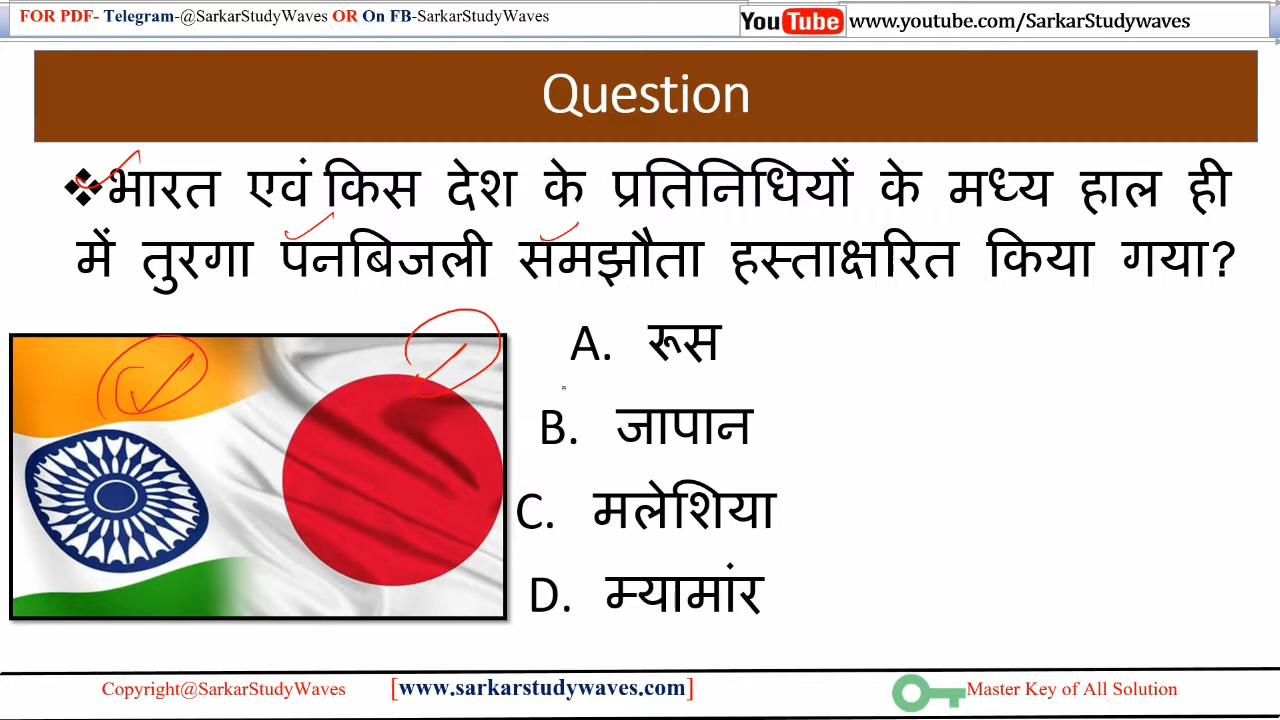 FOR PDF- Telegram-@SarkarStudyWaves OR On FB-SarkarStudyWaves
YouTube www.youtube.com/SarkarStudywaves
Question
❖भारत एवं किस देश के प्रतिनिधियों के मध्य हाल ही
में तुरगा पनबिजली समझौता हस्ताक्षरित किया गया?
A. रूस
B. जापान
C. मलेशिया
D. म्यामांर
Copyright@SarkarStudyWaves [www.sarkarstudywaves.com] Master Key of All Solution